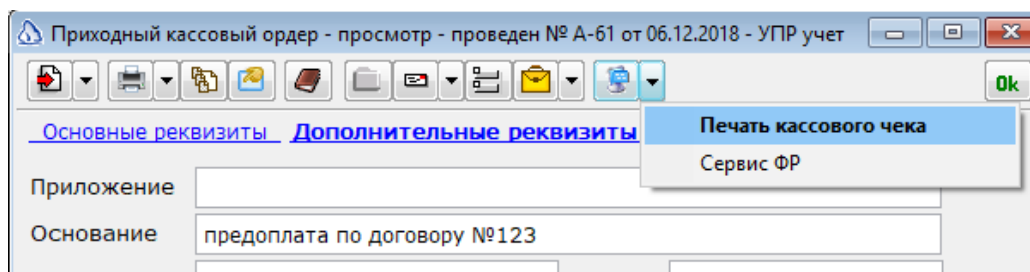 Приходный кассовый ордер - просмотр - проведен № А-61 от 06.12.2018 - УПР учет
Ok
Основные реквизиты Дополнительные реквизиты
Печать кассового чека
Сервис ФР
Приложение
Основание предоплата по договору №123